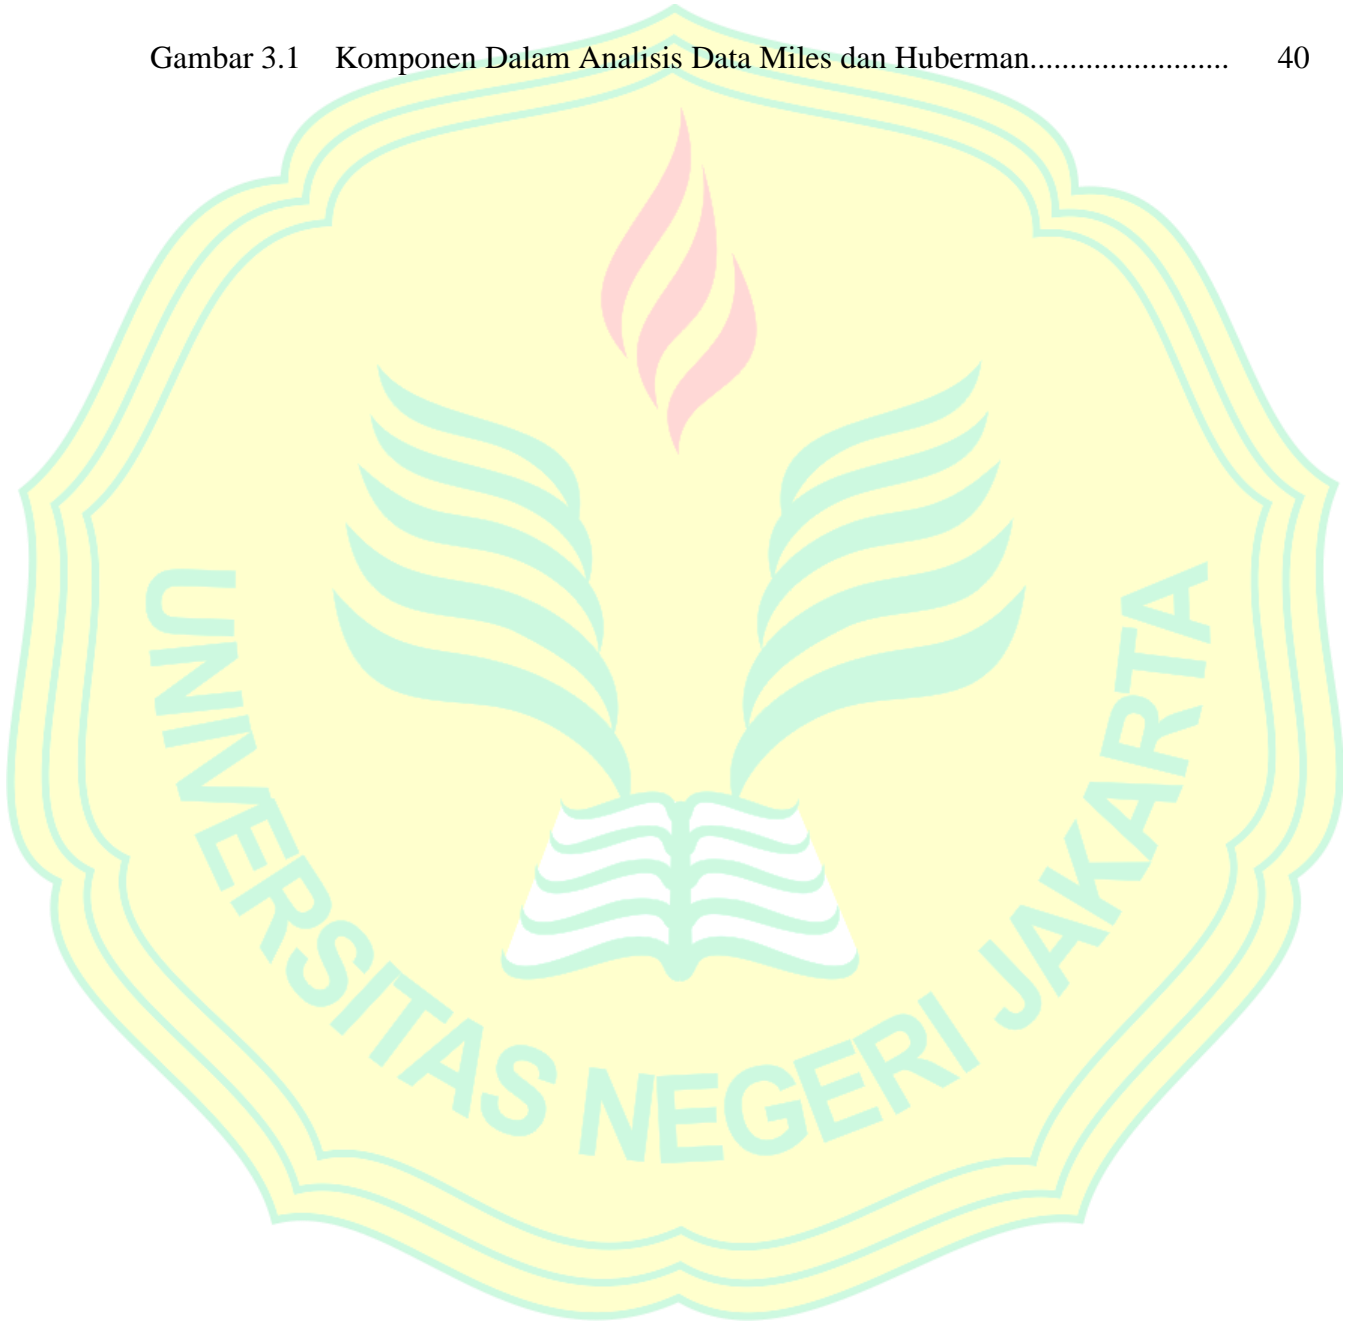 Gambar 3.1 Komponen Dalam Analisis Data Miles dan Huberman......................... 40
UNIVERSITAS NEGERI JAKARTA